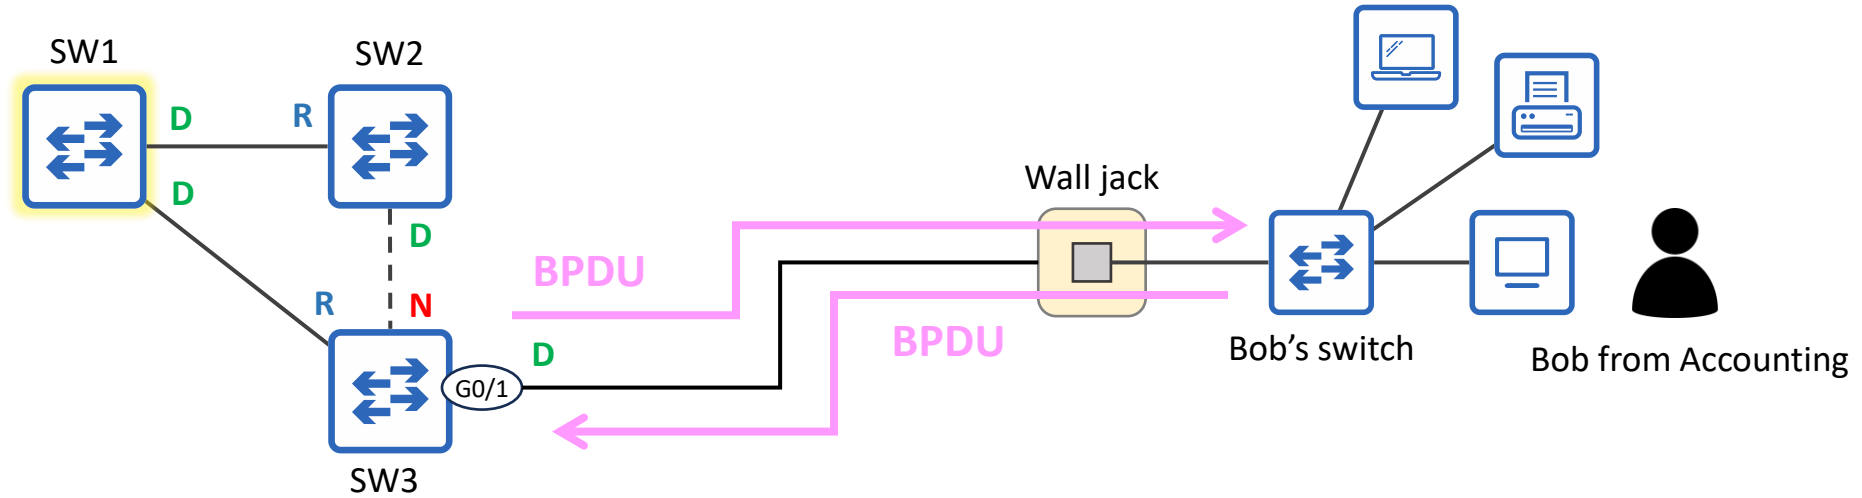 SW1
SW2
D
R
D
D
R
N
SW3
G0/1
D
BPDU
BPDU
Wall jack
Bob's switch
Bob from Accounting